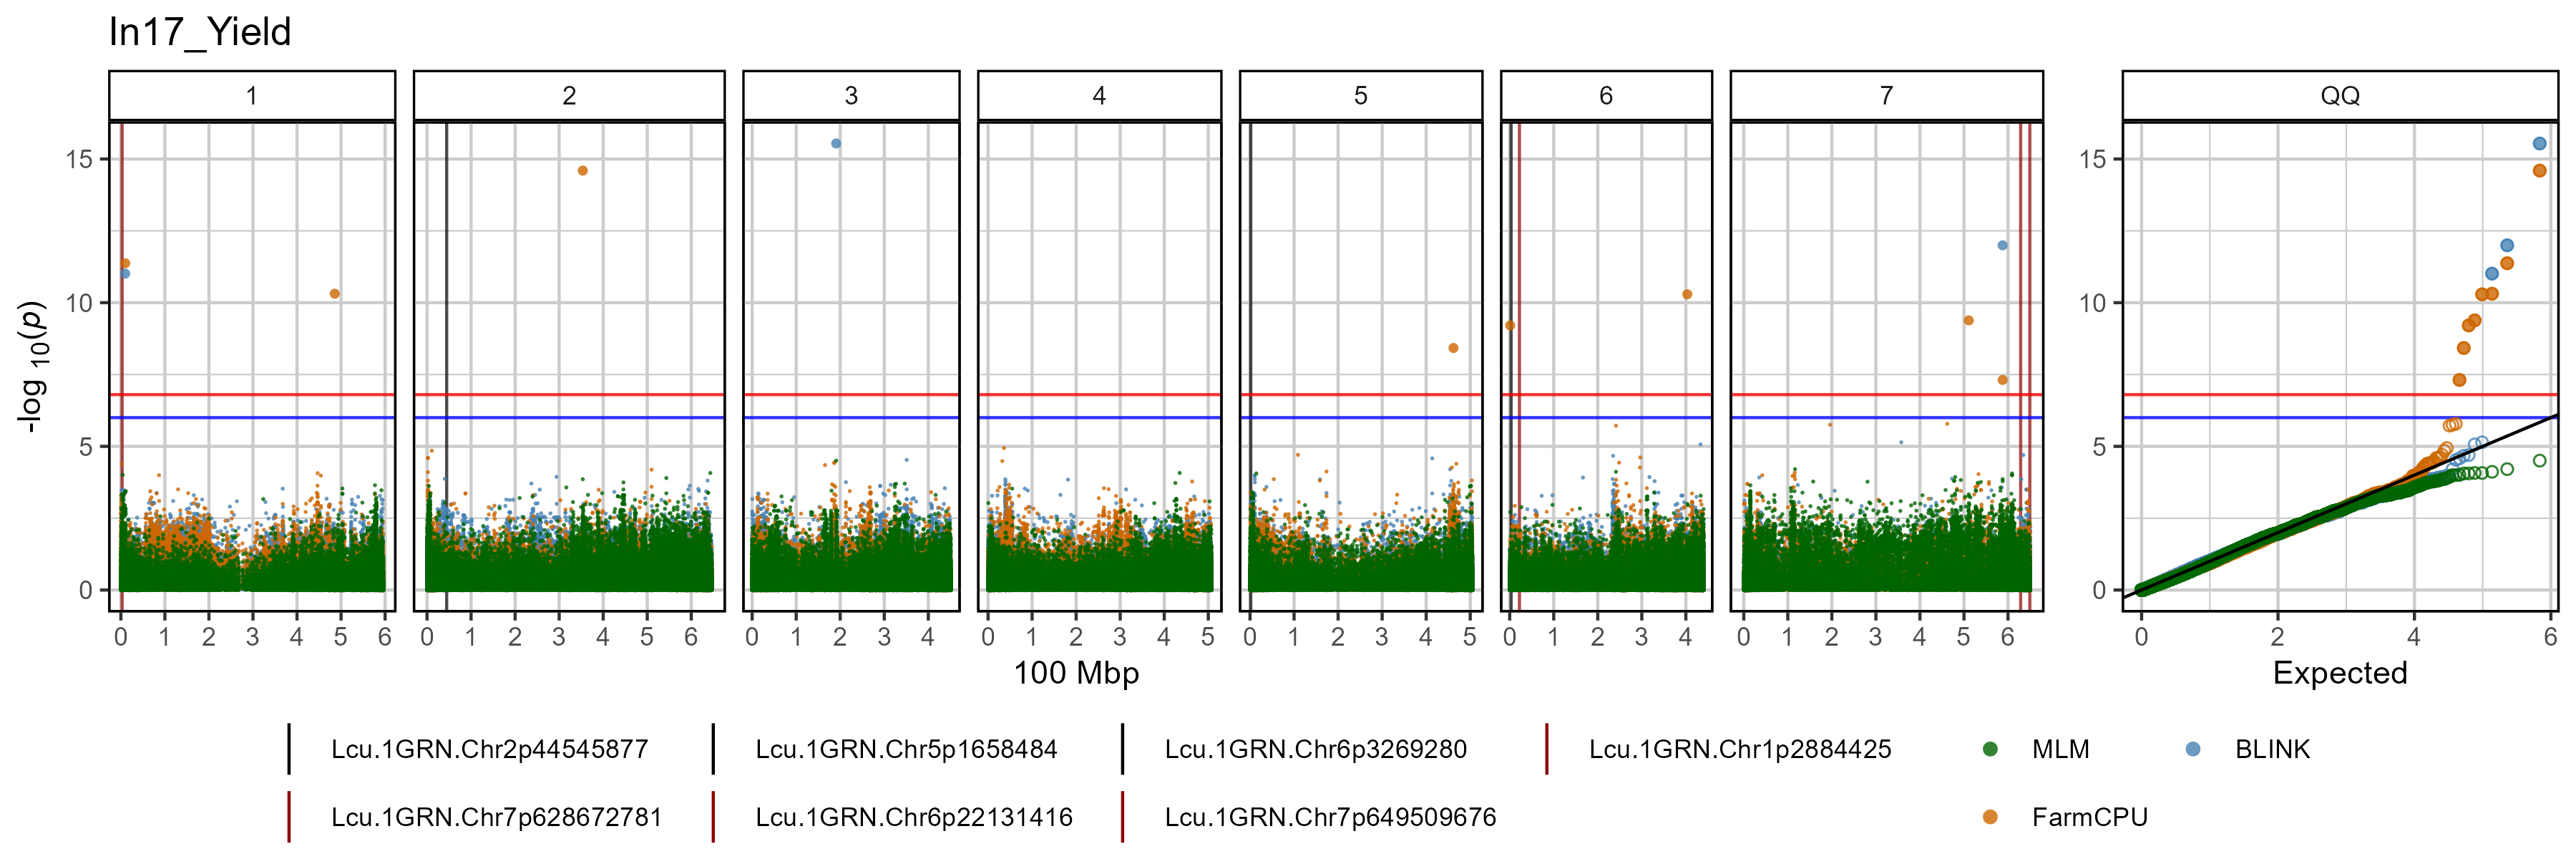 In17_Yield
1 2 3 4 5 6 7 QQ
15 15
10 10
5 5
0 0
-log 10(p)
0 1 2 3 4 5 6 0 1 2 3 4 5 6 0 1 2 3 4 0 1 2 3 4 5 0 1 2 3 4 5 0 1 2 3 4 0 1 2 3 4 5 6 0 2 4 6
100 Mbp Expected
Lcu.1GRN.Chr2p44545877 Lcu.1GRN.Chr5p1658484 Lcu.1GRN.Chr6p3269280 Lcu.1GRN.Chr1p2884425 MLM BLINK
Lcu.1GRN.Chr7p628672781 Lcu.1GRN.Chr6p22131416 Lcu.1GRN.Chr7p649509676 FarmCPU